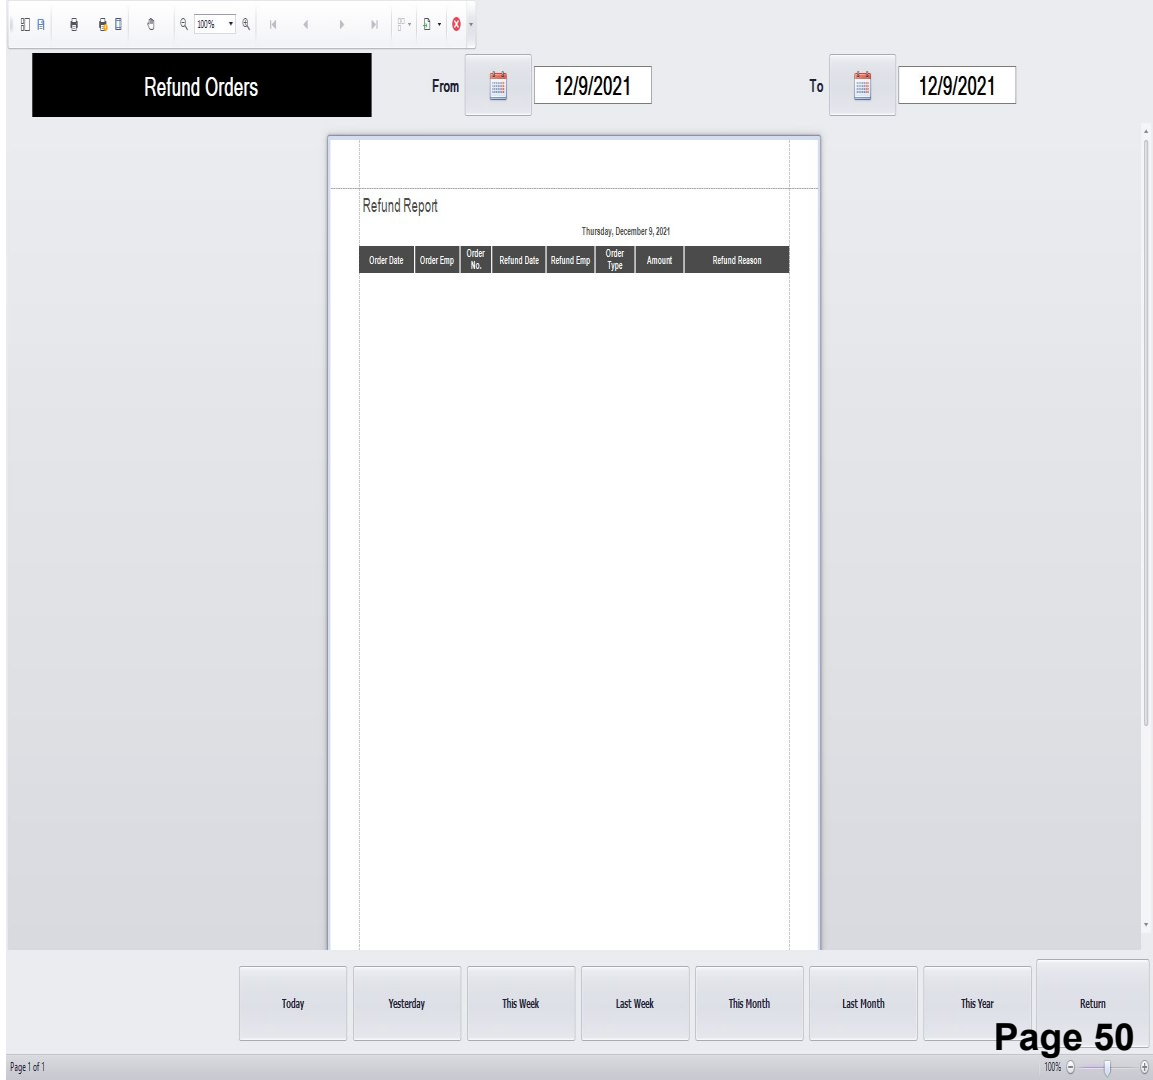 100%
Refund Orders
From
12/9/2021
To
12/9/2021
Refund Report
Thursday, December 9, 2021
Order Date
Order Emp
Order
No.
Refund Date
Refund Emp
Order
Type
Amount
Refund Reason
Today
Yesterday
This Week
Last Week
This Month
Last Month
This Year
Return
Page 50
Page 1 of 1
100%